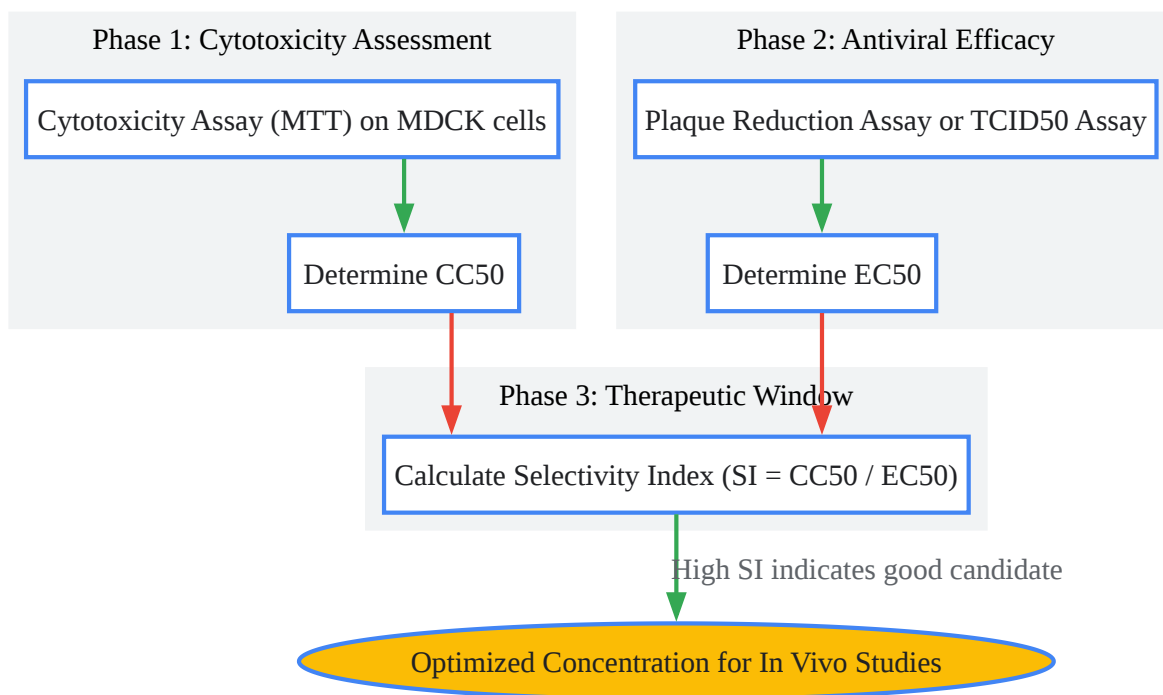 Phase 1: Cytotoxicity Assessment
Cytotoxicity Assay (MTT) on MDCK cells
Determine CC50
Phase 2: Antiviral Efficacy
Plaque Reduction Assay or TCID50 Assay
Determine EC50
Phase 3: Therapeutic Window
Calculate Selectivity Index (SI = CC50 / EC50)
High SI indicates good candidate
Optimized Concentration for In Vivo Studies